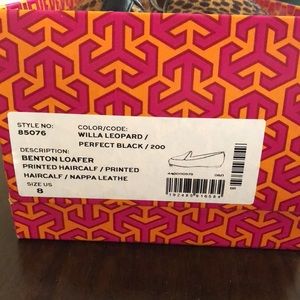 STYLE NO:
85076
COLOR/CODE:
WILLA LEOPARD /
PERFECT BLACK / 200
DESCRIPTION:
BENTON LOAFER
PRINTED HAIRCALF / PRINTED
HAIRCALF / NAPPA LEATHE
SIZE US
8